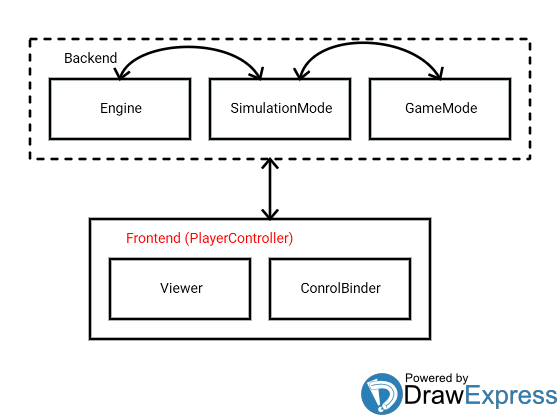 Backend
Engine
SimulationMode
GameMode
Frontend (PlayerController)
Viewer
ConrolBinder
Powered by
DrawExpress